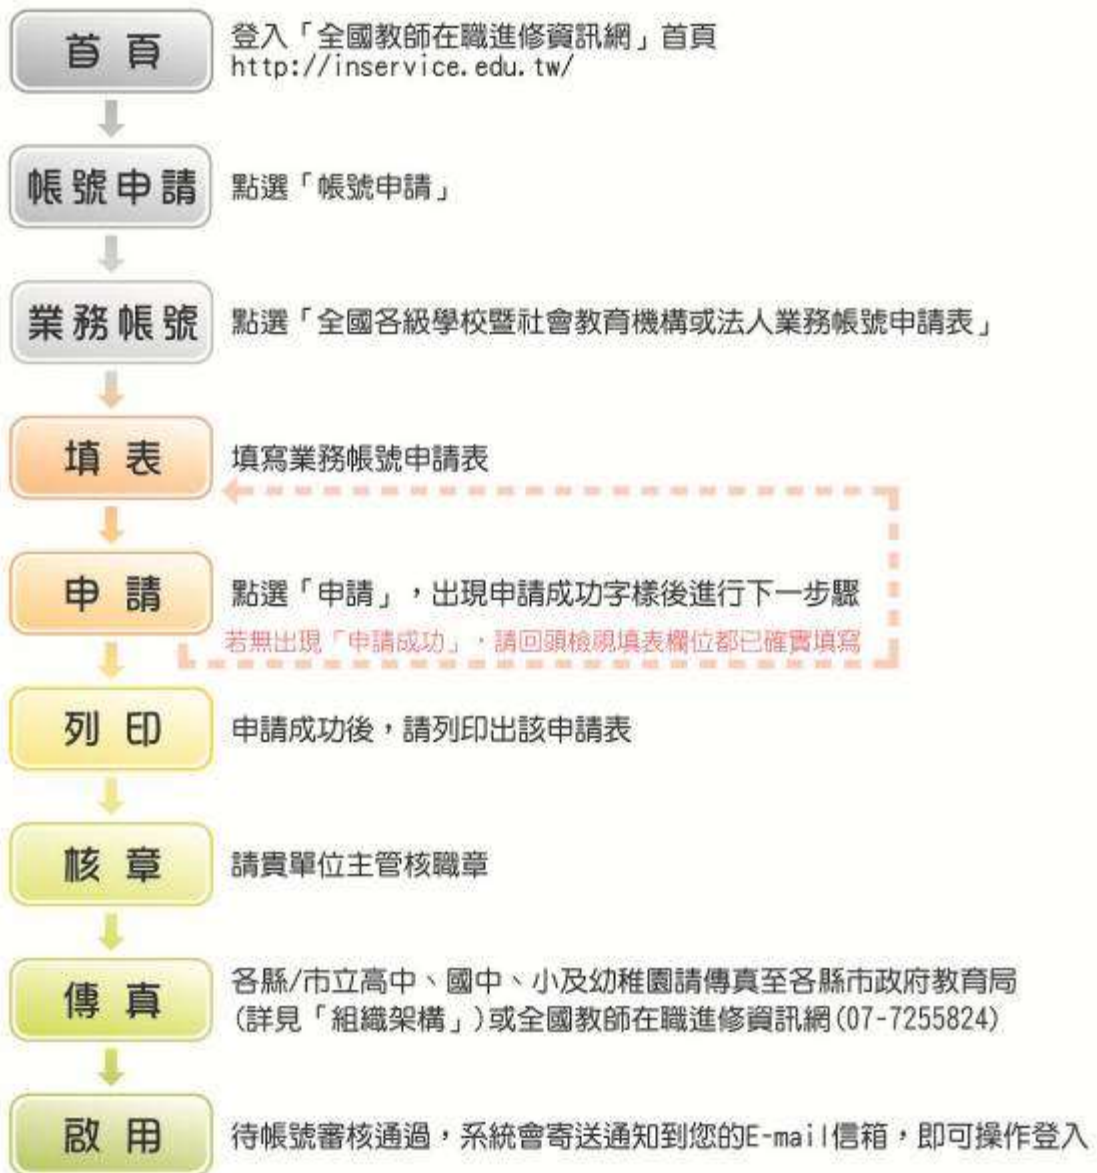 首頁
登入「全國教師在職進修資訊網」首頁
http://inservice.edu.tw/
帳號申請
點選「帳號申請」
業務帳號
點選「全國各級學校暨社會教育機構或法人業務帳號申請表」
填表
填寫業務帳號申請表
申請
點選「申請」，出現申請成功字樣後進行下一步驟
若無出現「申請成功」，請回頭檢視填表欄位都已確實填寫
列印
申請成功後，請列印出該申請表
核章
請貴單位主管核職章
傳真
各縣/市立高中、國中、小及幼稚園請傳真至各縣市政府教育局
(詳見「組織架構」)或全國教師在職進修資訊網(07-7255824)
啟用
待帳號審核通過，系統會寄送通知到您的E-mail信箱，即可操作登入